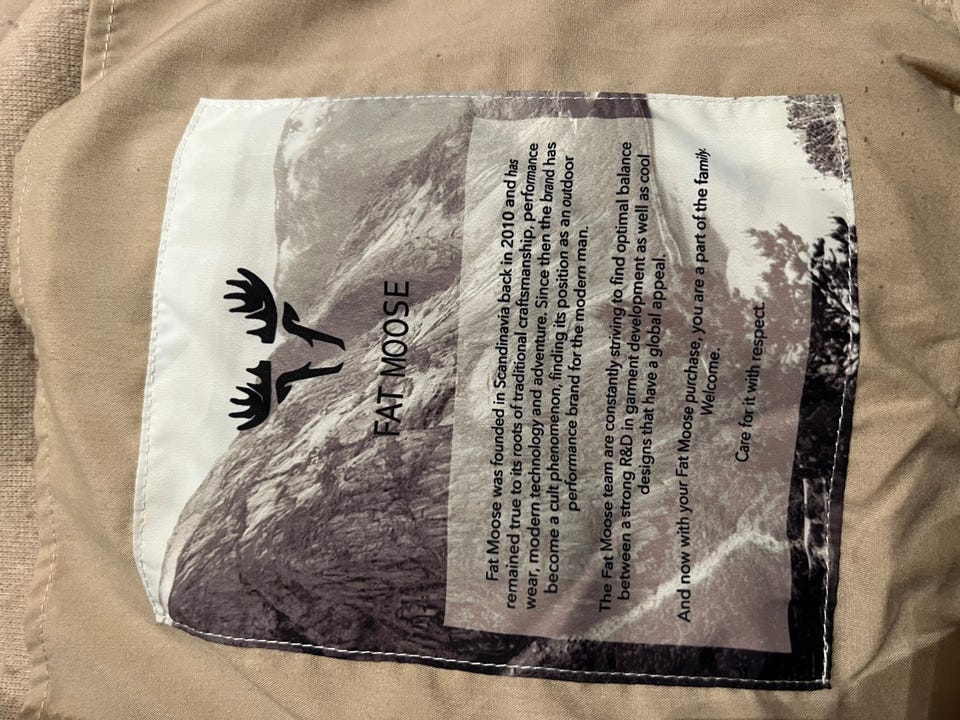 FAT MOOSE
Fat Moose was founded in Scandinavia back in 2010 and has
remained true to its roots of traditional craftsmanship, performance
wear, modern technology and adventure. Since then the brand has
become a cult phenomenon, finding its position as an outdoor
performance brand for the modern man.
The Fat Moose team are constantly striving to find optimal balance
between a strong R&D in garment development as well as cool
designs that have a global appeal.
And now with your Fat Moose purchase, you are a part of the family.
Welcome.
Care for it with respect.